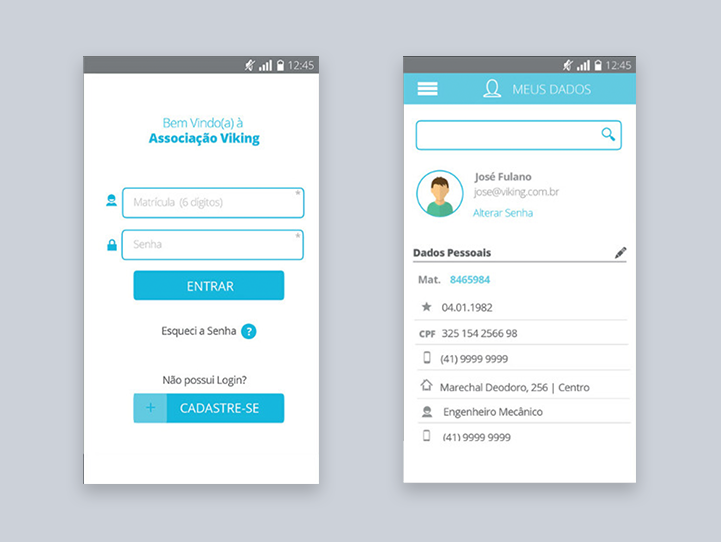 12:45
Bem Vindo(a) à
Associação Viking
Matrícula (6 dígitos) *
Senha *
ENTRAR
Esqueci a Senha ?
Não possui Login?
+ CADASTRE-SE
12:45
MEUS DADOS
José Fulano
jose@viking.com.br
Alterar Senha
Dados Pessoais
Mat. 8465984
04.01.1982
CPF 325 154 2566 98
(41) 9999 9999
Marechal Deodoro, 256 | Centro
Engenheiro Mecânico
(41) 9999 9999